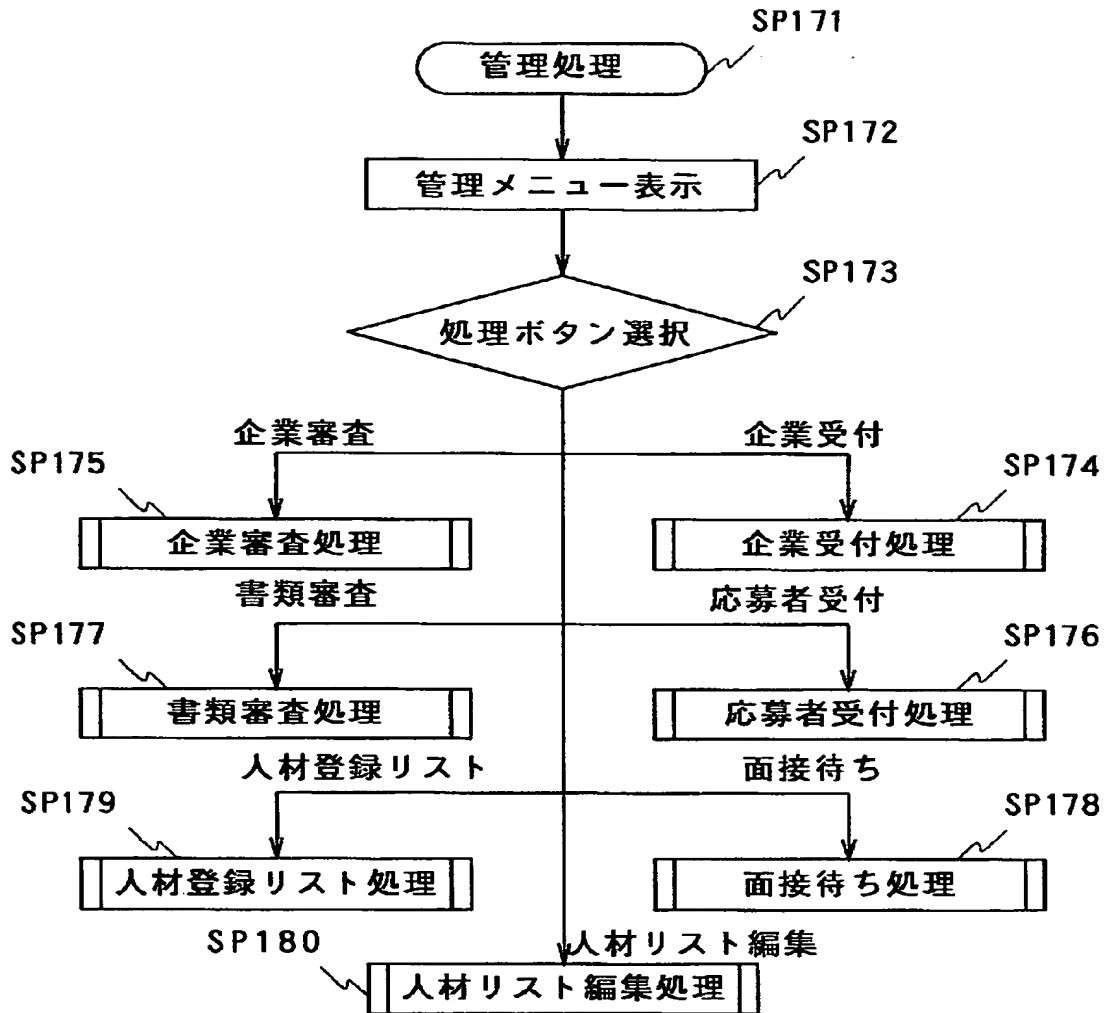 SP171
管理処理
SP172
管理メニュー表示
SP173
処理ボタン選択
企業審査
企業受付
SP175
SP174
企業審査処理
企業受付処理
書類審査
応募者受付
SP177
SP176
書類審査処理
応募者受付処理
人材登録リスト
面接待ち
SP179
SP178
人材登録リスト処理
面接待ち処理
SP180
人材リスト編集
人材リスト編集処理